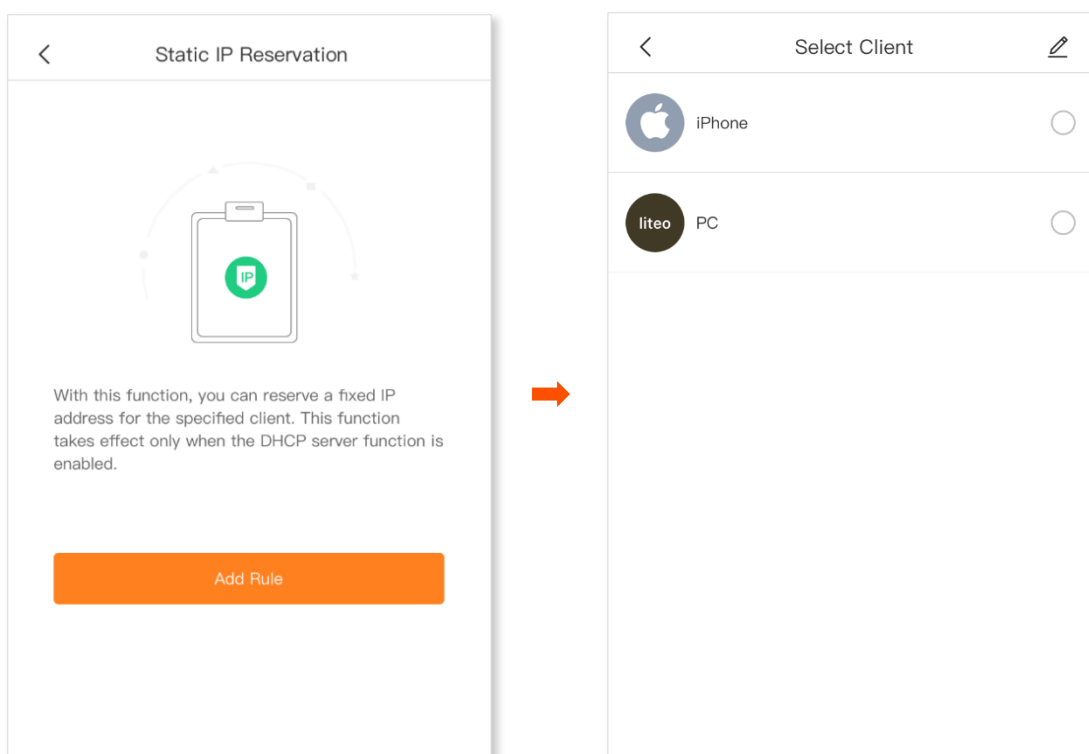 Static IP Reservation
IP
With this function, you can reserve a fixed IP
address for the specified client. This function
takes effect only when the DHCP server function is
enabled.
Add Rule
Select Client
iPhone
liteo PC